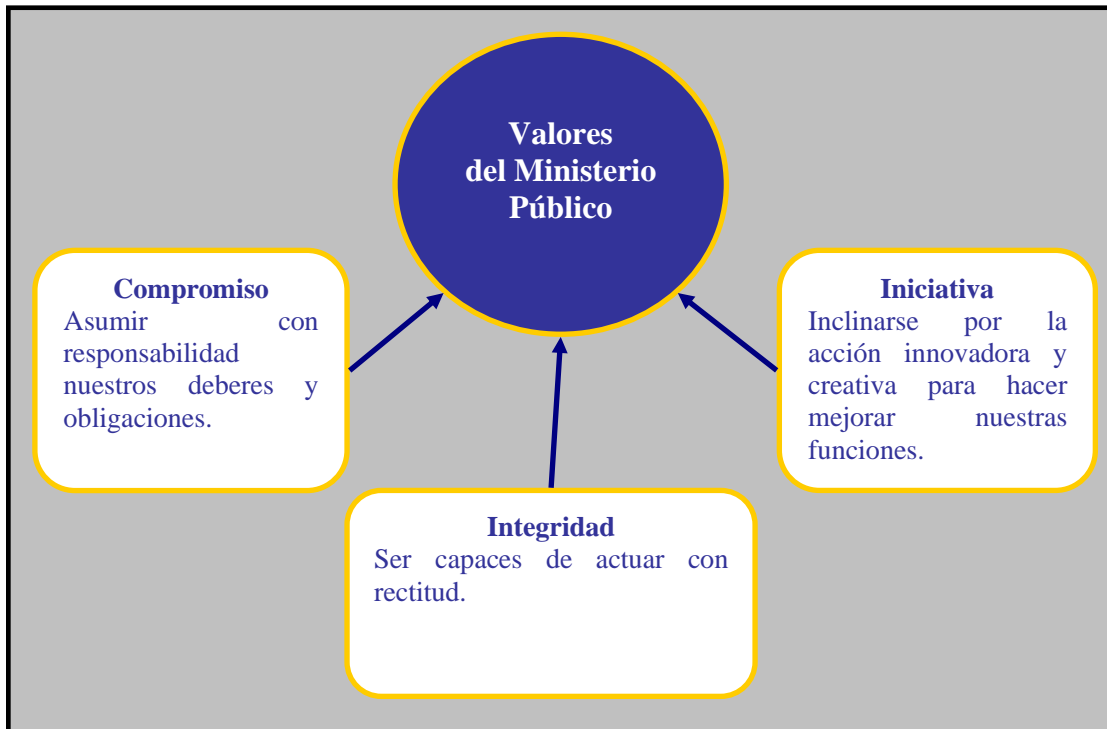 Valores
del Ministerio
Público
Compromiso
Asumir con
responsabilidad
nuestros deberes y
obligaciones.
Iniciativa
Inclinarse por la
acción innovadora y
creativa para hacer
mejorar nuestras
funciones.
Integridad
Ser capaces de actuar con
rectitud.